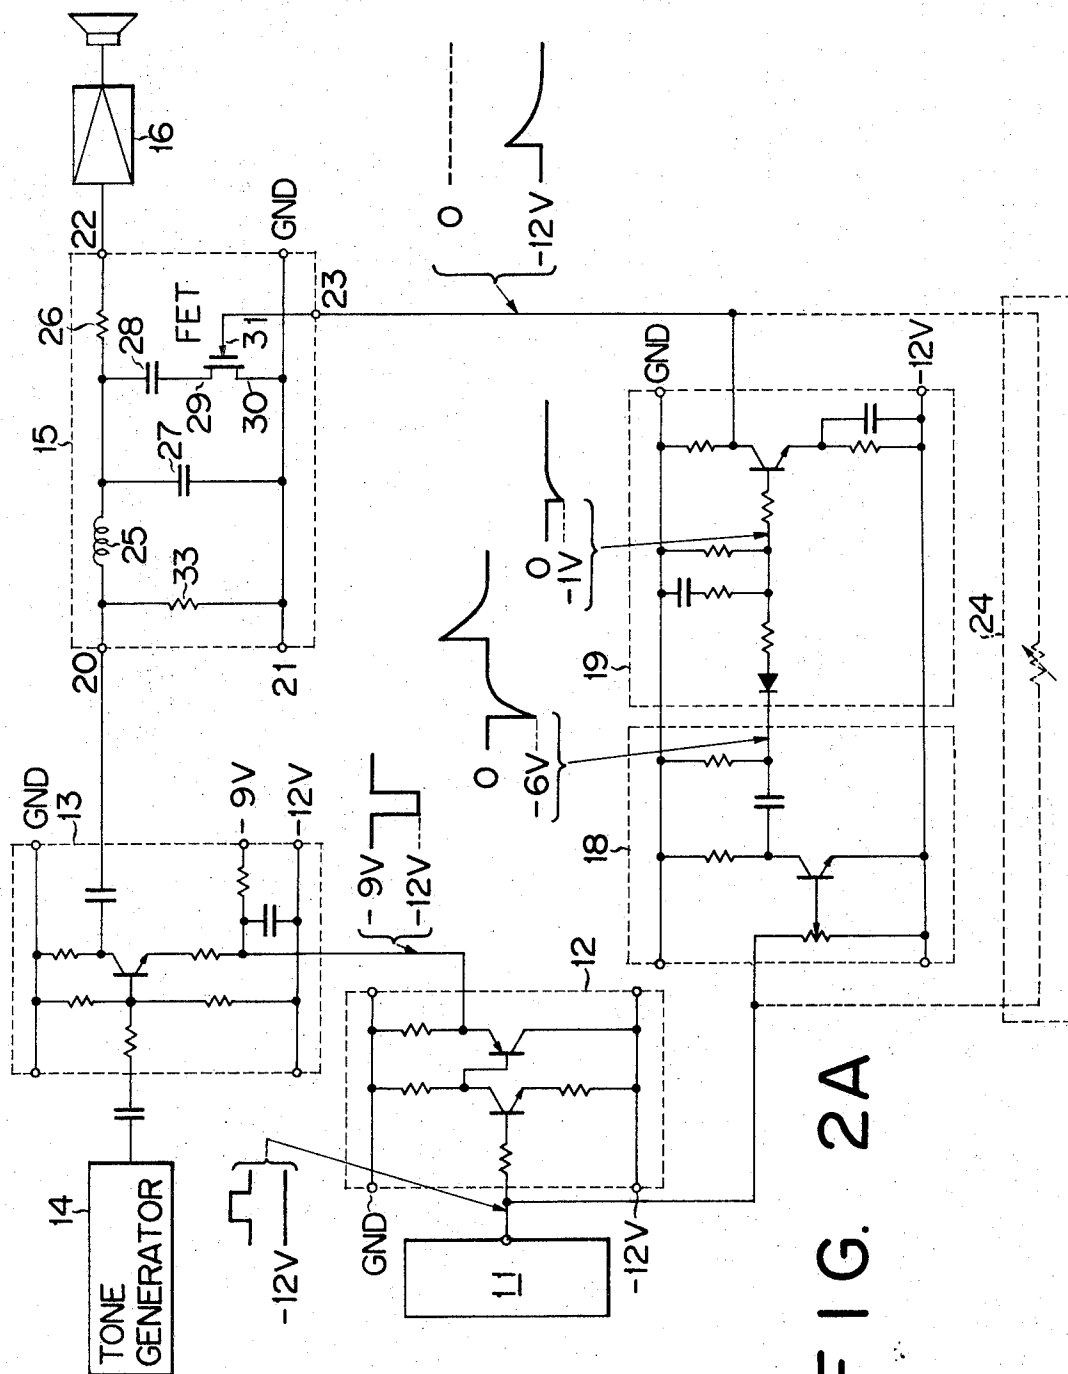 TONE
GENERATOR
14
GND
13
-9V
-12V
20
21
15
33
25
27
26
28
FET
29
30
31
22
GND
23
16
-12V
GND
-12V
11
12
-9V
-12V
0
-6V
0
-1V
0
-12V
18
19
GND
-12V
24
FIG. 2A